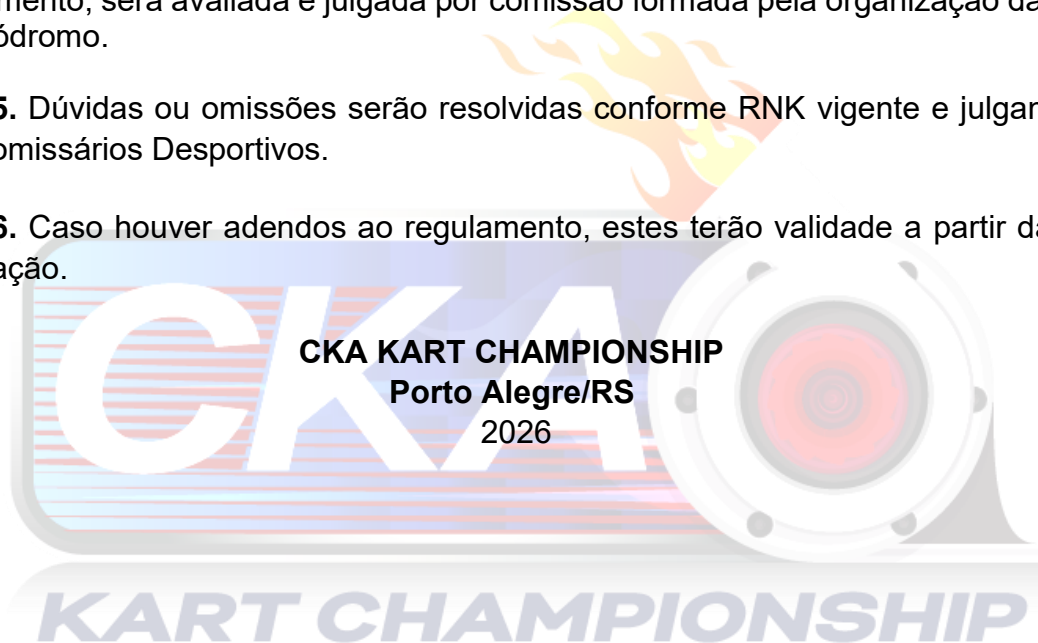 mento, será avaliada e julgada por comissão formada pela organização da
ódromo.
5. Dúvidas ou omissões serão resolvidas conforme RNK vigente e julgar
omissários Desportivos.
6. Caso houver adendos ao regulamento, estes terão validade a partir da
ação.
CKA
CKA KART CHAMPIONSHIP
Porto Alegre/RS
2026
KART CHAMPIONSHIP